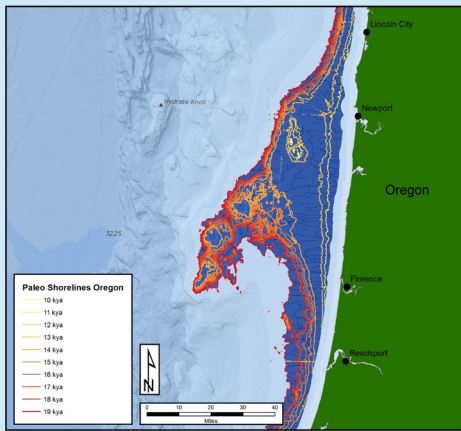 Lincoln City
Hydrate Knoll
Newport
Oregon
3225
Paleo Shorelines Oregon
10 kya
11 kya
12 kya
13 kya
14 kya
15 kya
16 kya
17 kya
18 kya
19 kya
Florence
Reedsport
N
0 10 20 30 40
Miles